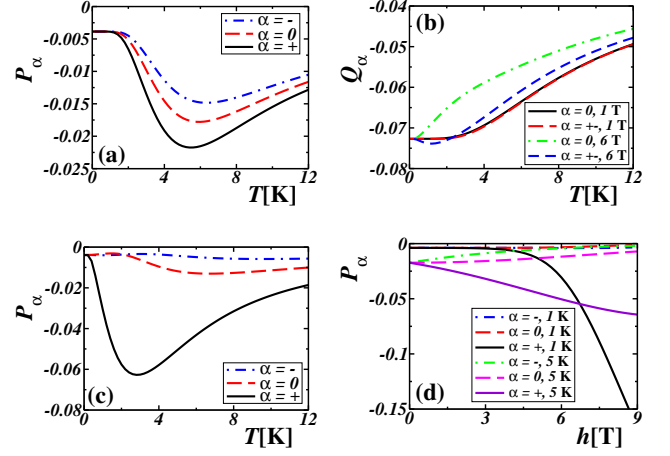 0
-0.005
-0.01
-0.015
-0.02
-0.025
P_α
α = -
α = 0
α = +
(a)
0 4 8 12
T[K]
-0.04
-0.05
-0.06
-0.07
-0.08
Q_α
(b)
α = 0, 1 T
α = +-, 1 T
α = 0, 6 T
α = +-, 6 T
0 4 8 12
T[K]
0
-0.02
-0.04
-0.06
-0.08
P_α
(c)
α = -
α = 0
α = +
0 4 8 12
T[K]
0
-0.05
-0.1
-0.15
P_α
α = -, 1 K
α = 0, 1 K
α = +, 1 K
α = -, 5 K
α = 0, 5 K
α = +, 5 K
(d)
0 3 6 9
h[T]